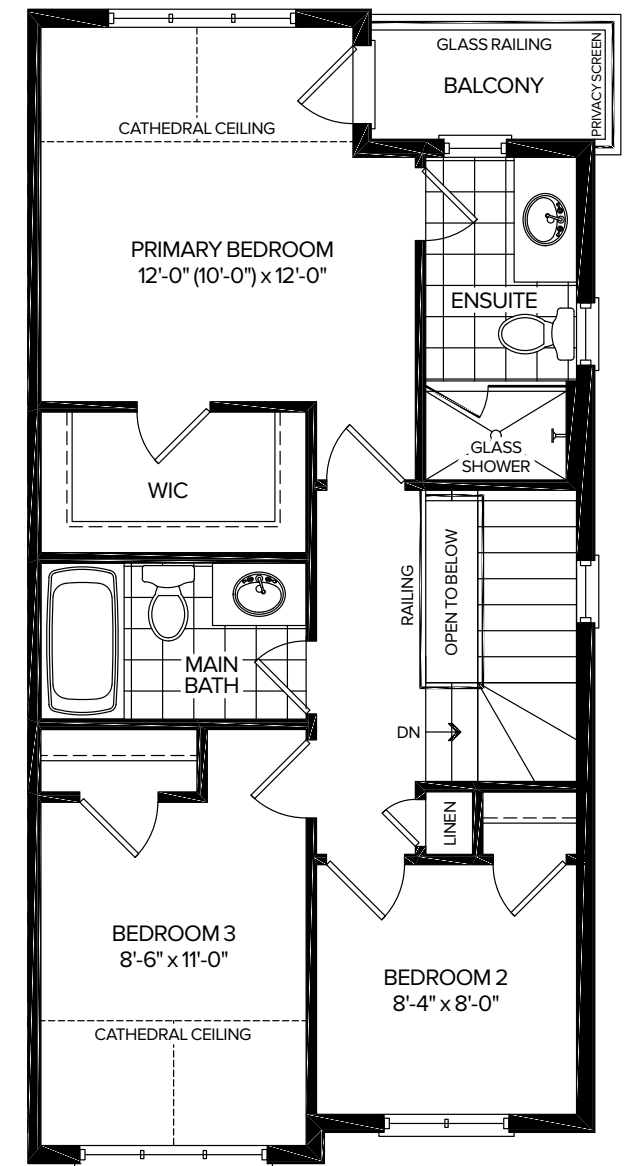 GLASS RAILING
BALCONY
PRIVACY SCREEN
CATHEDRAL CEILING
PRIMARY BEDROOM
12'-0" (10'-0") x 12'-0"
ENSUITE
GLASS
SHOWER
WIC
RAILING
OPEN TO BELOW
MAIN
BATH
DN
LINEN
BEDROOM 3
8'-6" x 11'-0"
BEDROOM 2
8'-4" x 8'-0"
CATHEDRAL CEILING